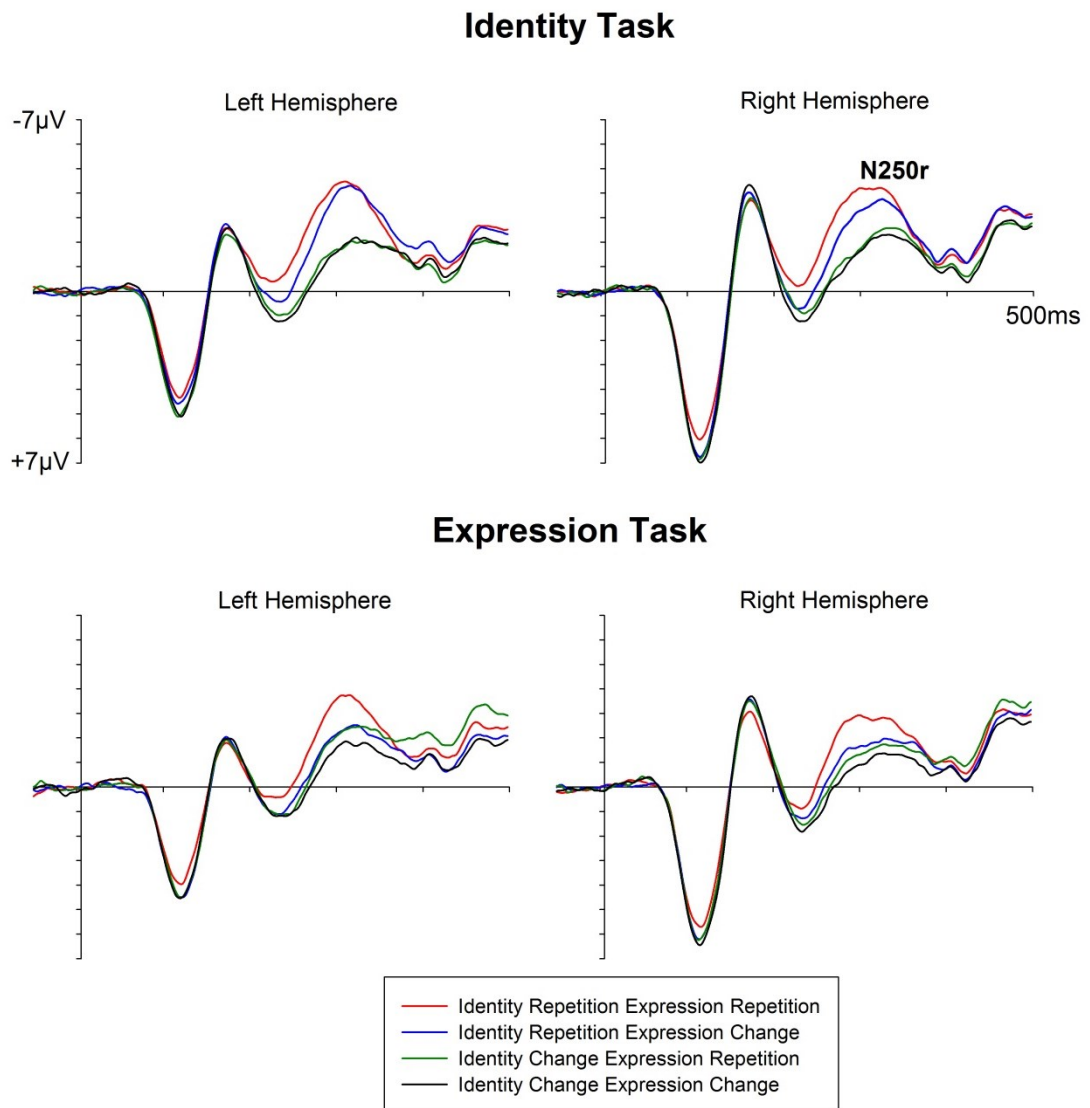 Identity Task
Left Hemisphere
Right Hemisphere
-7µV
N250r
500ms
+7µV
Expression Task
Left Hemisphere
Right Hemisphere
Identity Repetition Expression Repetition
Identity Repetition Expression Change
Identity Change Expression Repetition
Identity Change Expression Change